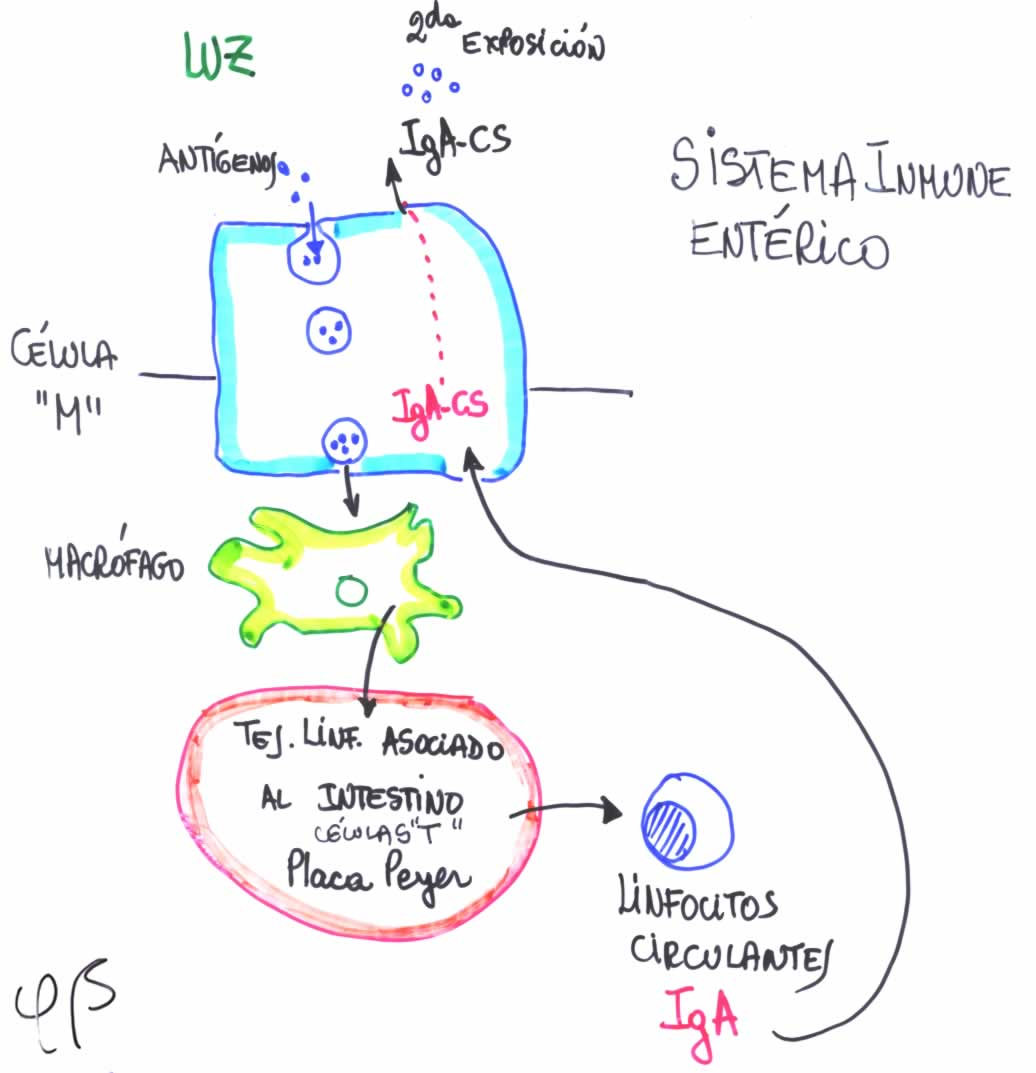 LUZ
2da
EXPOSICIÓN
ANTÍGENOS
IgA-CS
SISTEMA INMUNE
ENTÉRICO
CÉLULA
"M"
IgA-CS
MACRÓFAGO
TEJ. LINF. ASOCIADO
AL INTESTINO
CÉLULAS "T"
Placa Peyer
LINFOCITOS
CIRCULANTES
IgA